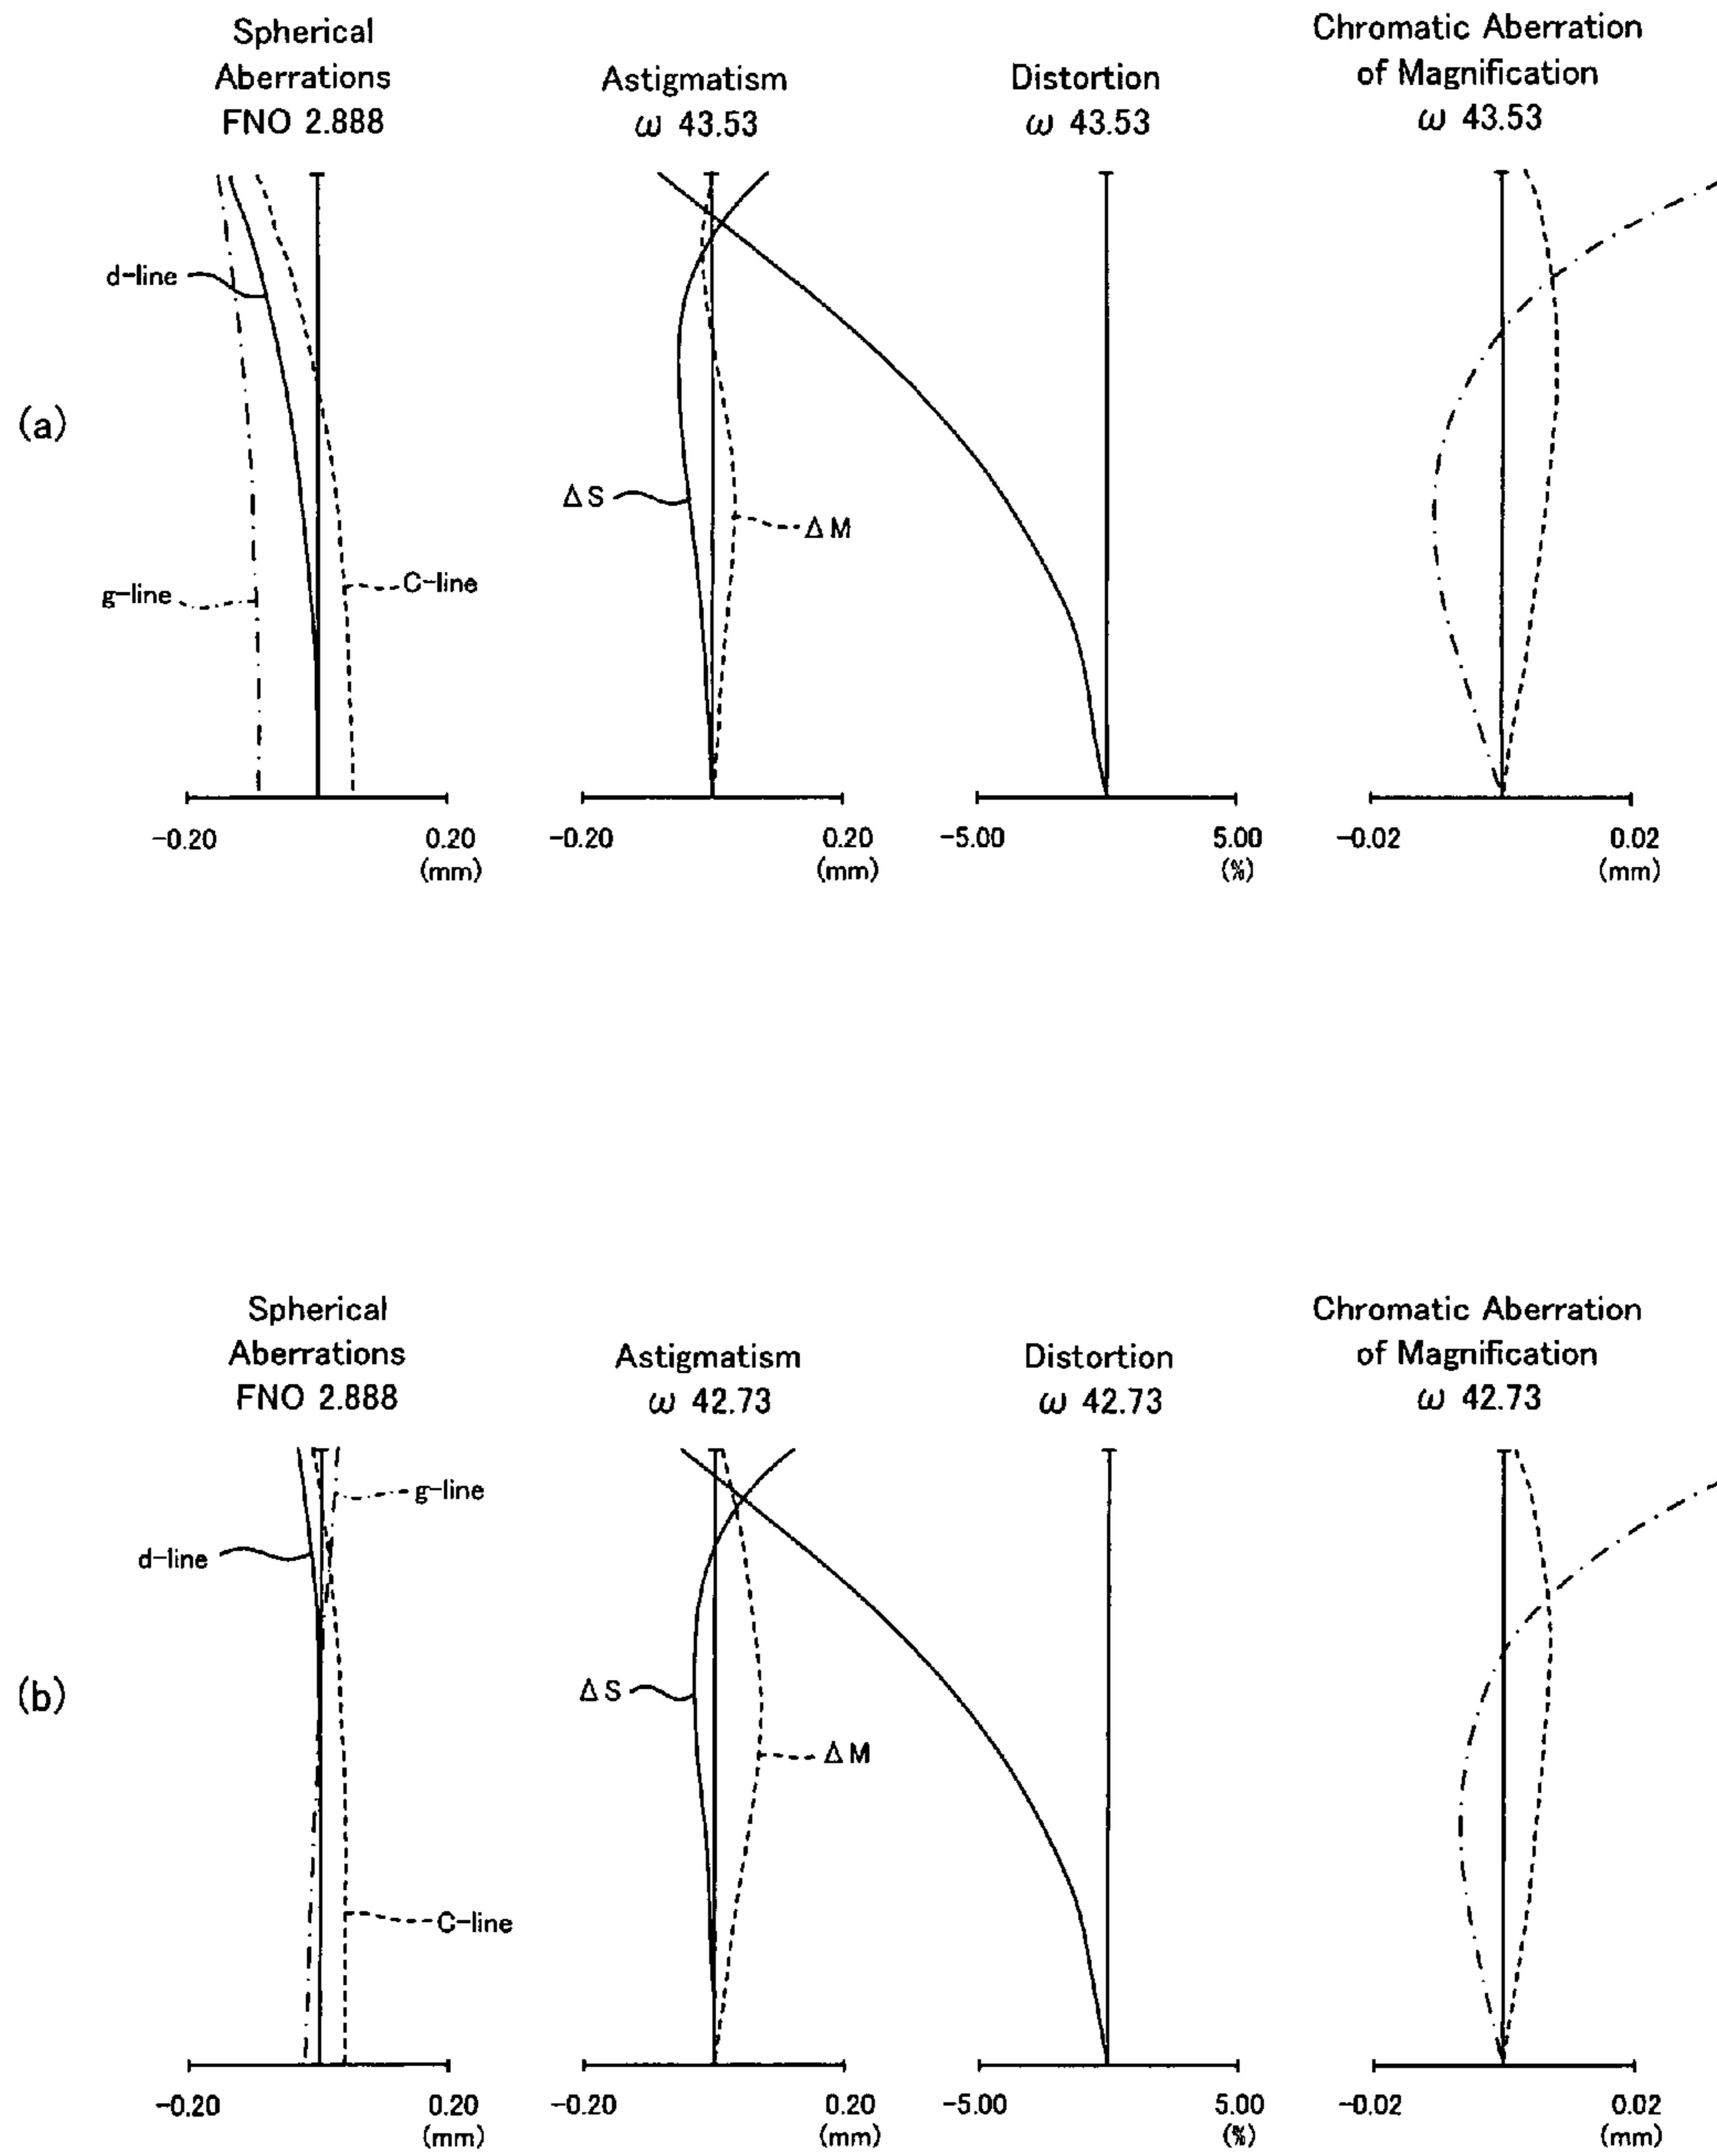 Spherical
Aberrations
FNO 2.888
Astigmatism
ω 43.53
Distortion
ω 43.53
Chromatic Aberration
of Magnification
ω 43.53
(a)
d-line
g-line
C-line
ΔS
ΔM
-0.20
0.20
(mm)
-0.20
0.20
(mm)
-5.00
5.00
(%)
-0.02
0.02
(mm)
Spherical
Aberrations
FNO 2.888
Astigmatism
ω 42.73
Distortion
ω 42.73
Chromatic Aberration
of Magnification
ω 42.73
(b)
g-line
d-line
C-line
ΔS
ΔM
-0.20
0.20
(mm)
-0.20
0.20
(mm)
-5.00
5.00
(%)
-0.02
0.02
(mm)